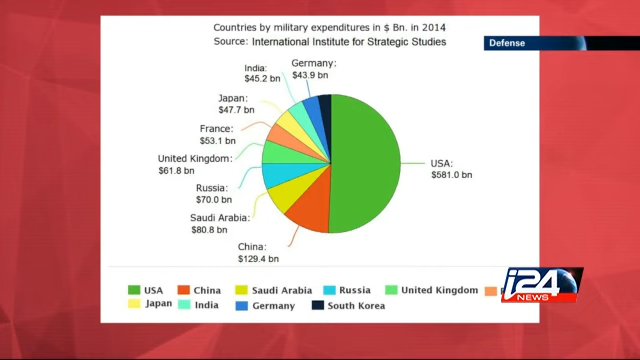 Countries by military expenditures in $ Bn. in 2014
Source: International Institute for Strategic Studies
Defense
Germany:
$43.9 bn
India:
$45.2 bn
Japan:
$47.7 bn
France:
$53.1 bn
United Kingdom:
$61.8 bn
Russia:
$70.0 bn
Saudi Arabia:
$80.8 bn
China:
$129.4 bn
USA:
$581.0 bn
USA China Saudi Arabia Russia United Kingdom
Japan India Germany South Korea
i24
NEWS